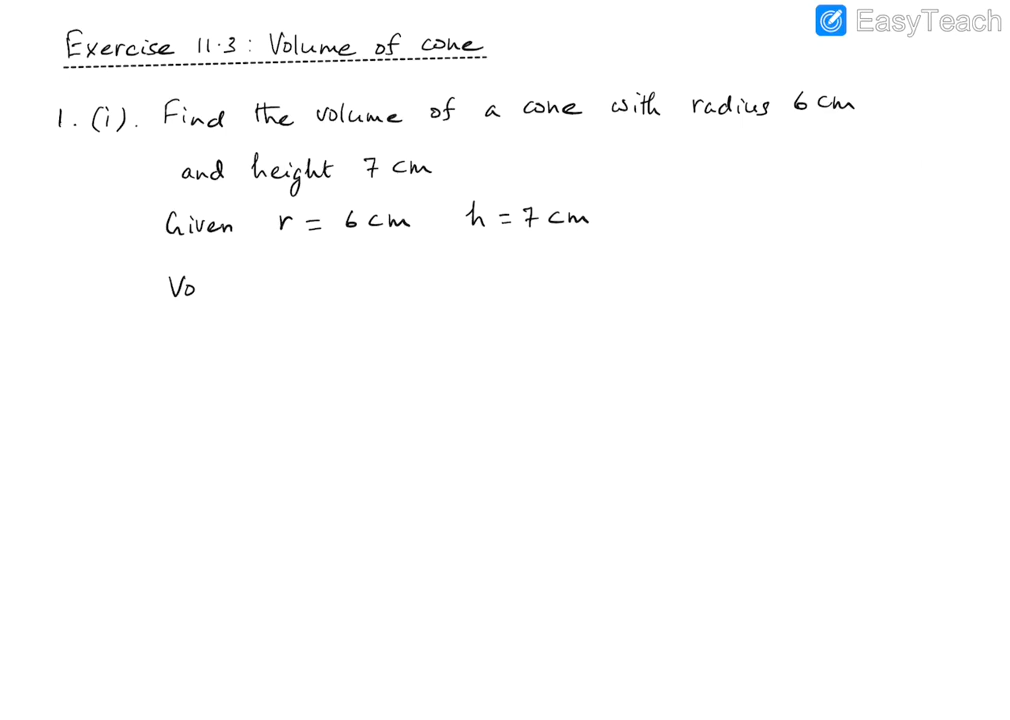 EasyTeach
Exercise 11.3 : Volume of cone
1. (i). Find the volume of a cone with radius 6 cm
and height 7 cm
Given r = 6 cm h = 7 cm
Vo